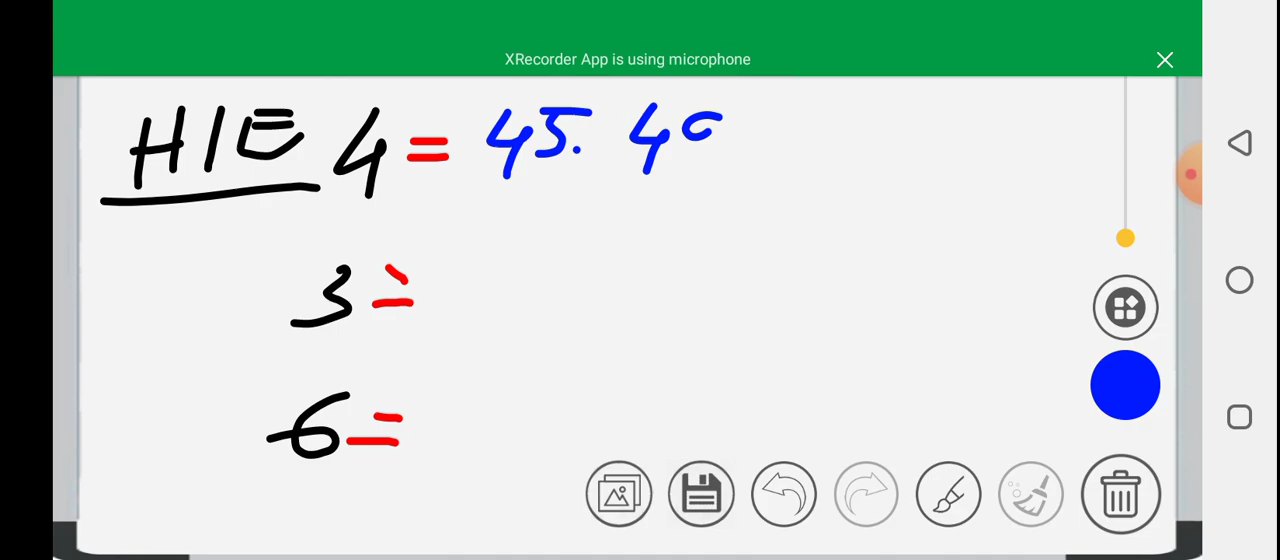 XRecorder App is using microphone
HIE 4 = 45. 4
3 =
6 =